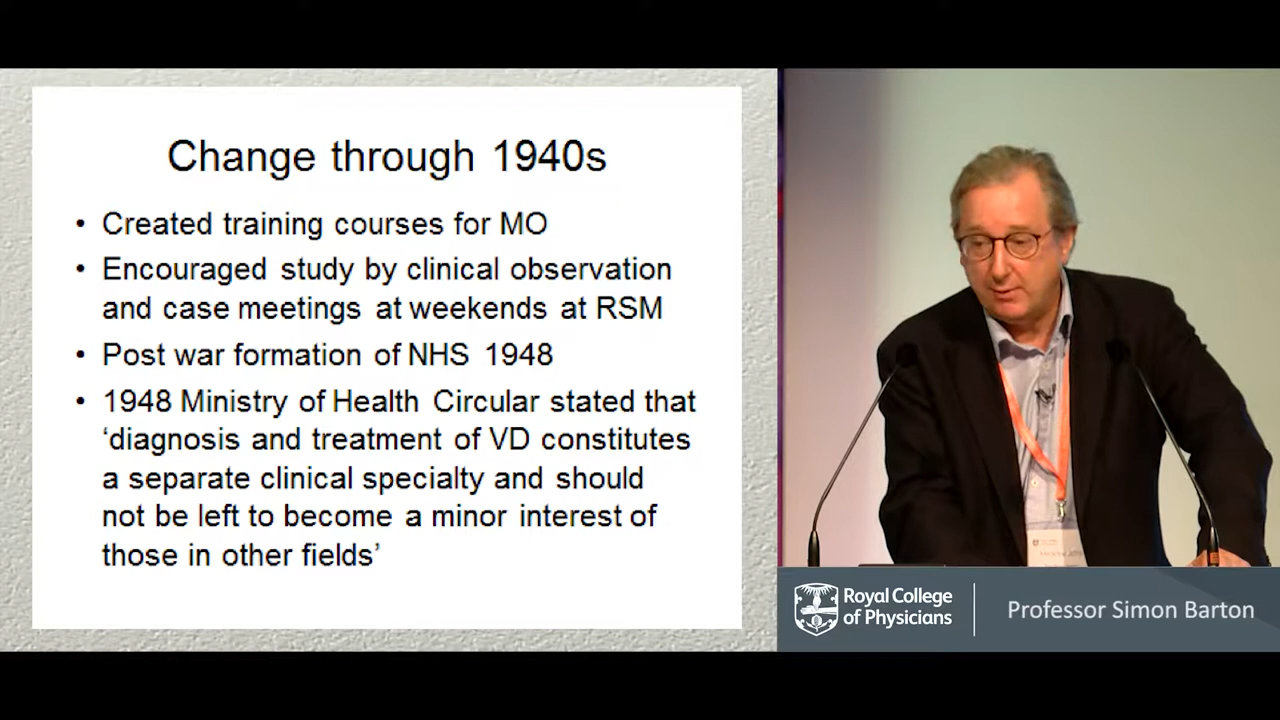 Change through 1940s
• Created training courses for MO
• Encouraged study by clinical observation
and case meetings at weekends at RSM
• Post war formation of NHS 1948
• 1948 Ministry of Health Circular stated that
‘diagnosis and treatment of VD constitutes
a separate clinical specialty and should
not be left to become a minor interest of
those in other fields’
Royal College
of Physicians
Professor Simon Barton